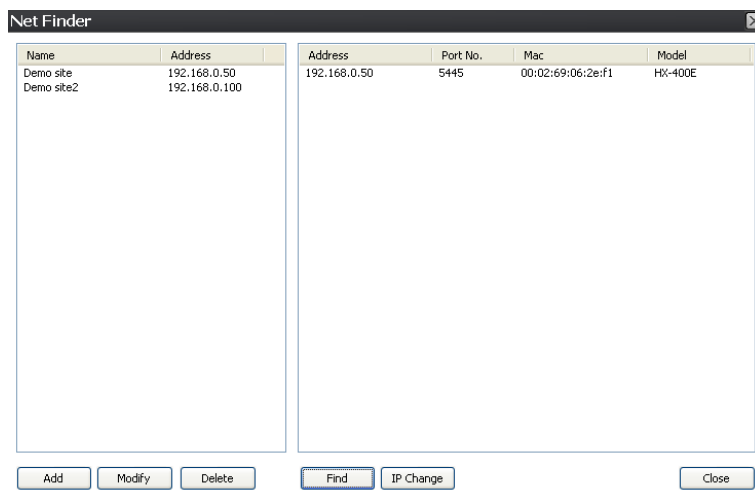 Net Finder
Name Address
Demo site 192.168.0.50
Demo site2 192.168.0.100
Address Port No. Mac Model
192.168.0.50 5445 00:02:69:06:2e:f1 HX-400E
Add Modify Delete Find IP Change Close